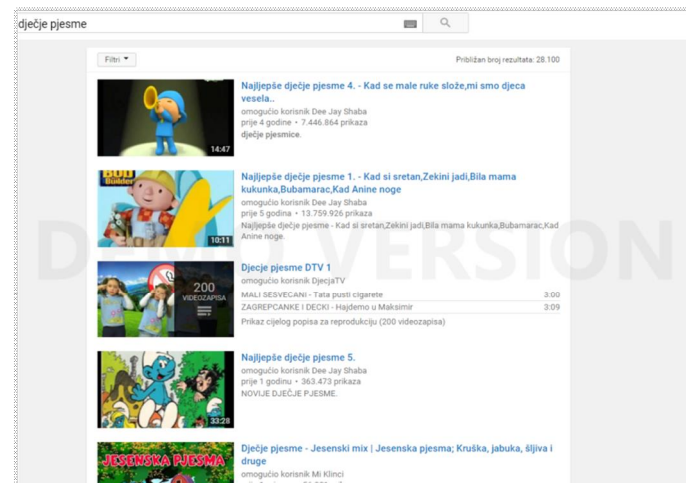 dječje pjesme
Filtri
Približan broj rezultata: 28.100
Najljepše dječje pjesme 4. - Kad se male ruke slože,mi smo djeca
vesela..
omogućio korisnik Dee Jay Shaba
prije 4 godine • 7.446.864 prikaza
dječje pjesmice.
14:47
Najljepše dječje pjesme 1. - Kad si sretan,Zekini jadi,Bila mama
kukunka,Bubamarac,Kad Anine noge
omogućio korisnik Dee Jay Shaba
prije 5 godina • 13.759.926 prikaza
Najljepše dječje pjesme - Kad si sretan,Zekini jadi,Bila mama kukunka,Bubamarac,Kad
Anine noge.
BOB
Builder
10:11
DEMO VERSION
Djecje pjesme DTV 1
omogućio korisnik DjecjaTV
MALI SESVECANI - Tata pusti cigarete 3:00
ZAGREPCANKE I DECKI - Hajdemo u Maksimir 3:09
Prikaz cijelog popisa za reprodukciju (200 videozapisa)
200
VIDEOZAPISA
Najljepše dječje pjesme 5.
omogućio korisnik Dee Jay Shaba
prije 1 godinu • 363.473 prikaza
NOVIJE DJEČJE PJESME.
33:28
Dječje pjesme - Jesenski mix | Jesenska pjesma; Kruška, jabuka, šljiva i
druge
omogućio korisnik Mi Klinci
JESENSKA PJESMA